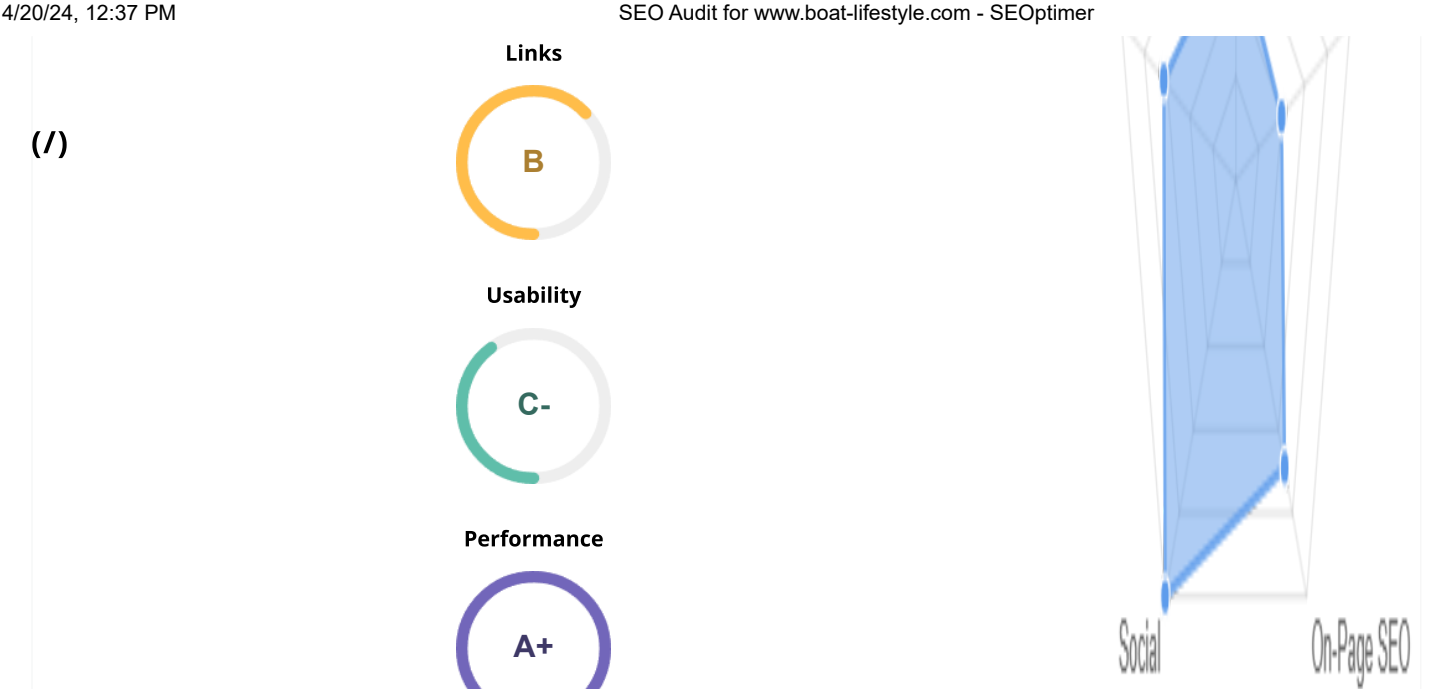 4/20/24, 12:37 PM SEO Audit for www.boat-lifestyle.com - SEOptimer
Links
(/)
B
Usability
C-
Performance
A+
Social On-Page SEO